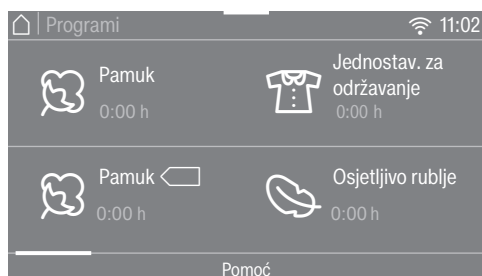 Programi 11:02
Pamuk
0:00 h
Jednostav. za
održavanje
0:00 h
Pamuk
0:00 h
Osjetljivo rublje
0:00 h
Pomoć